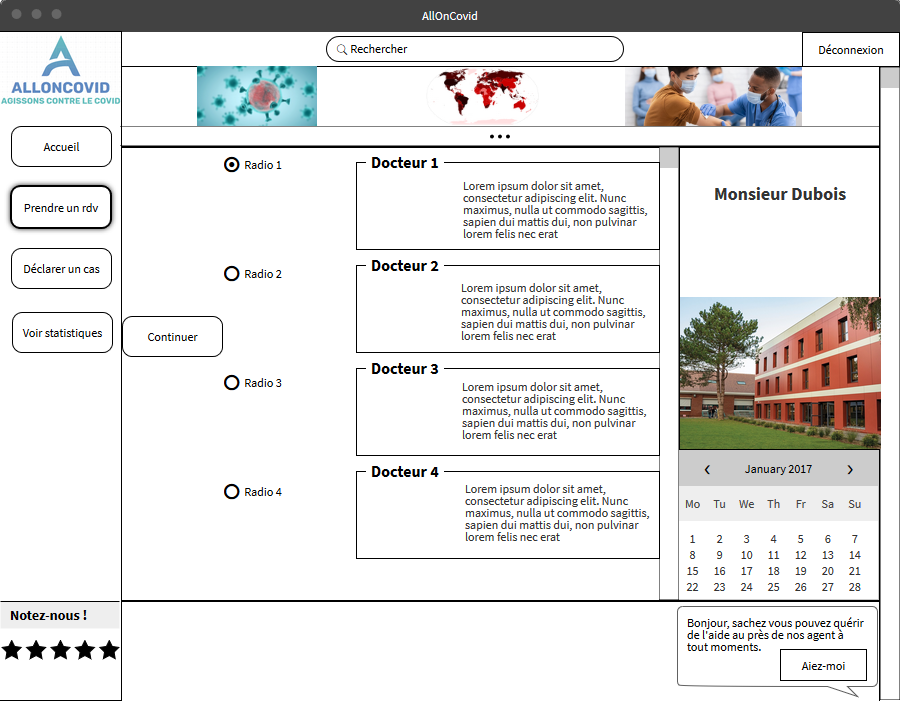 AllOnCovid
Rechercher
Déconnexion
ALLONCOVID
AGISSONS CONTRE LE COVID
Accueil
Prendre un rdv
Déclarer un cas
Voir statistiques
Continuer
Radio 1
Docteur 1
Lorem ipsum dolor sit amet,
consectetur adipiscing elit. Nunc
maximus, nulla ut commodo sagittis,
sapien dui mattis dui, non pulvinar
lorem felis nec erat
Radio 2
Docteur 2
Lorem ipsum dolor sit amet,
consectetur adipiscing elit. Nunc
maximus, nulla ut commodo sagittis,
sapien dui mattis dui, non pulvinar
lorem felis nec erat
Radio 3
Docteur 3
Lorem ipsum dolor sit amet,
consectetur adipiscing elit. Nunc
maximus, nulla ut commodo sagittis,
sapien dui mattis dui, non pulvinar
lorem felis nec erat
Radio 4
Docteur 4
Lorem ipsum dolor sit amet,
consectetur adipiscing elit. Nunc
maximus, nulla ut commodo sagittis,
sapien dui mattis dui, non pulvinar
lorem felis nec erat
Monsieur Dubois
January 2017
Mo Tu We Th Fr Sa Su
1 2 3 4 5 6 7
8 9 10 11 12 13 14
15 16 17 18 19 20 21
22 23 24 25 26 27 28
Notez-nous !
Bonjour, sachez vous pouvez quérir
de l'aide au près de nos agent à
tout moments.
Aiez-moi